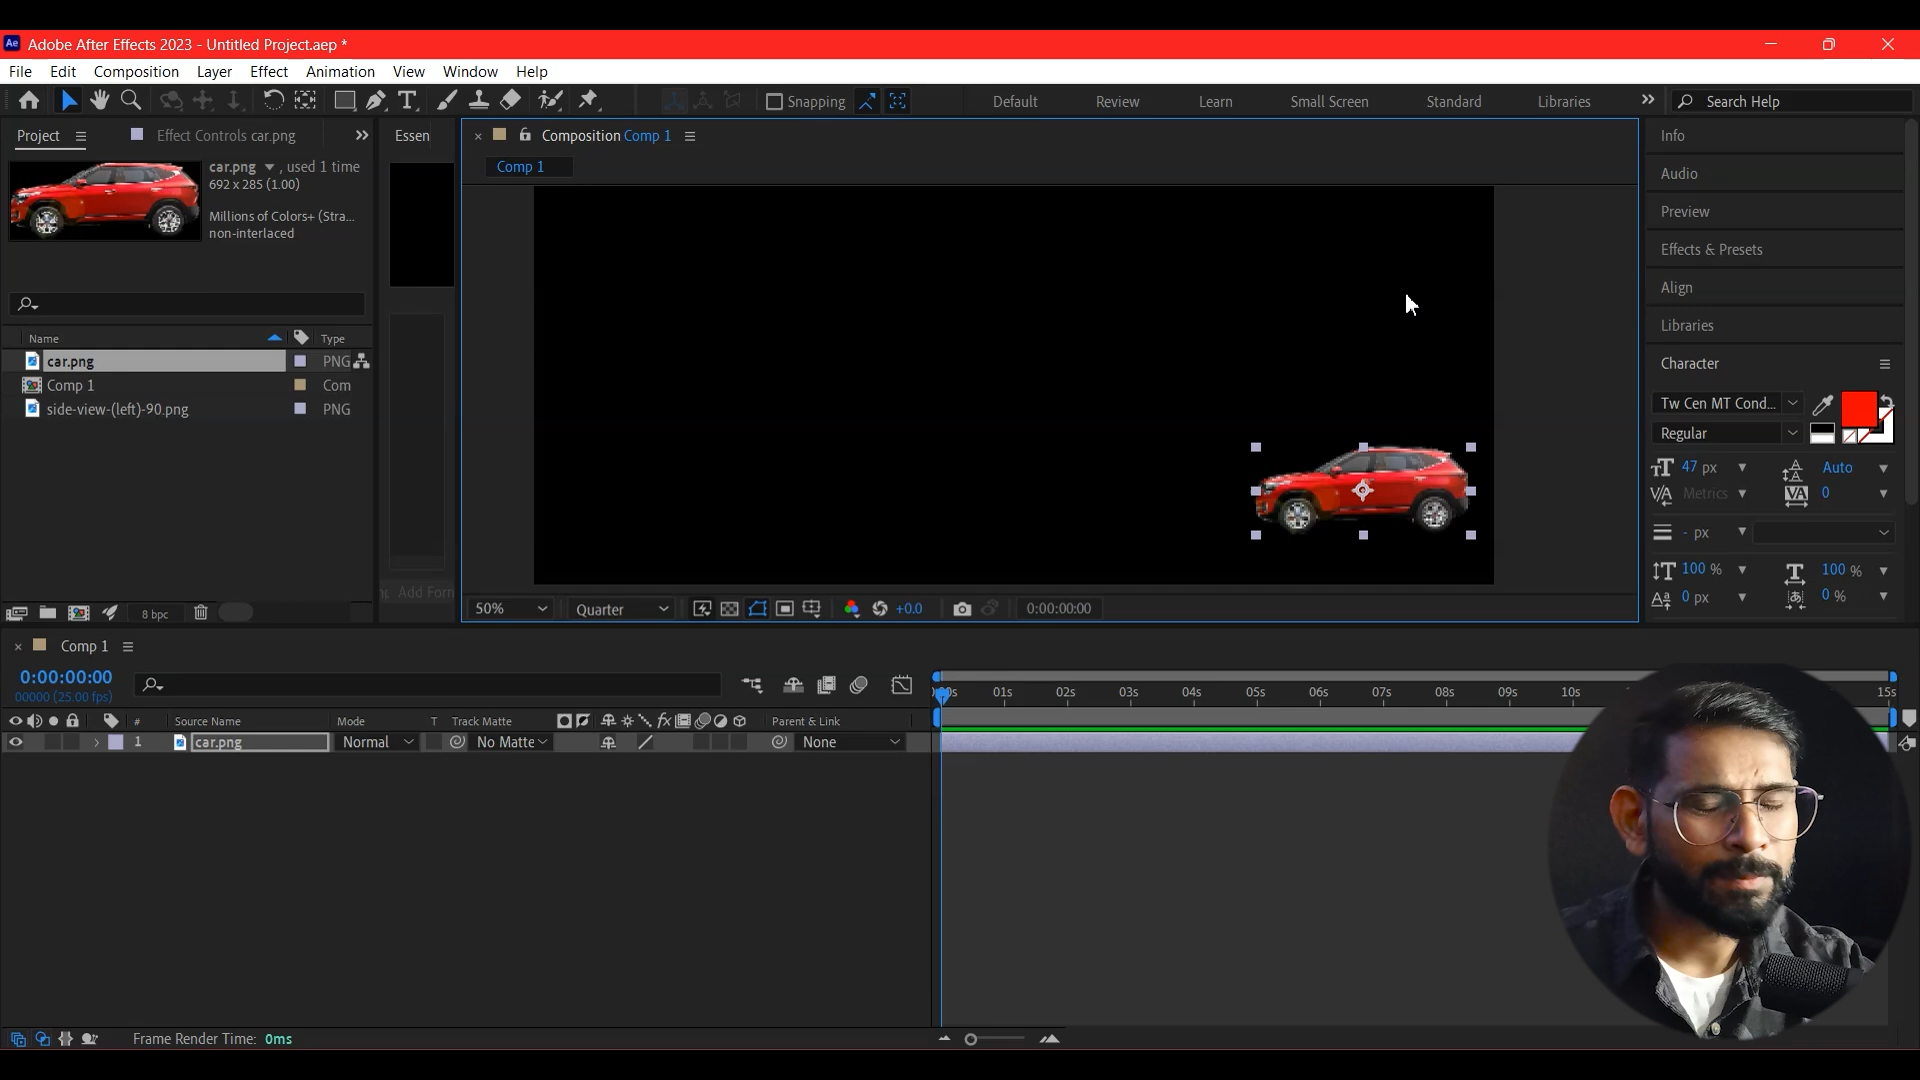 Ae Adobe After Effects 2023 - Untitled Project.aep *
File Edit Composition Layer Effect Animation View Window Help
Snapping Default Review Learn Small Screen Standard Libraries Search Help
Project Effect Controls car.png Essen Composition Comp 1 Info
car.png , used 1 time
692 x 285 (1.00)
Millions of Colors+ (Stra...
non-interlaced
Comp 1
Audio
Preview
Effects & Presets
Align
Libraries
Name Type
car.png PNG
Comp 1 Com
side-view-(left)-90.png PNG
Character
Tw Cen MT Cond...
Regular
47 px Auto
Metrics 0
- px
100 % 100 %
0 px 0 %
Add Form
8 bpc
50% Quarter +0.0 0:00:00:00
Comp 1
0:00:00:00
00000 (25.00 fps)
01s 02s 03s 04s 05s 06s 07s 08s 09s 10s 15s
# Source Name Mode T Track Matte fx Parent & Link
1 car.png Normal No Matte None
Frame Render Time: 0ms